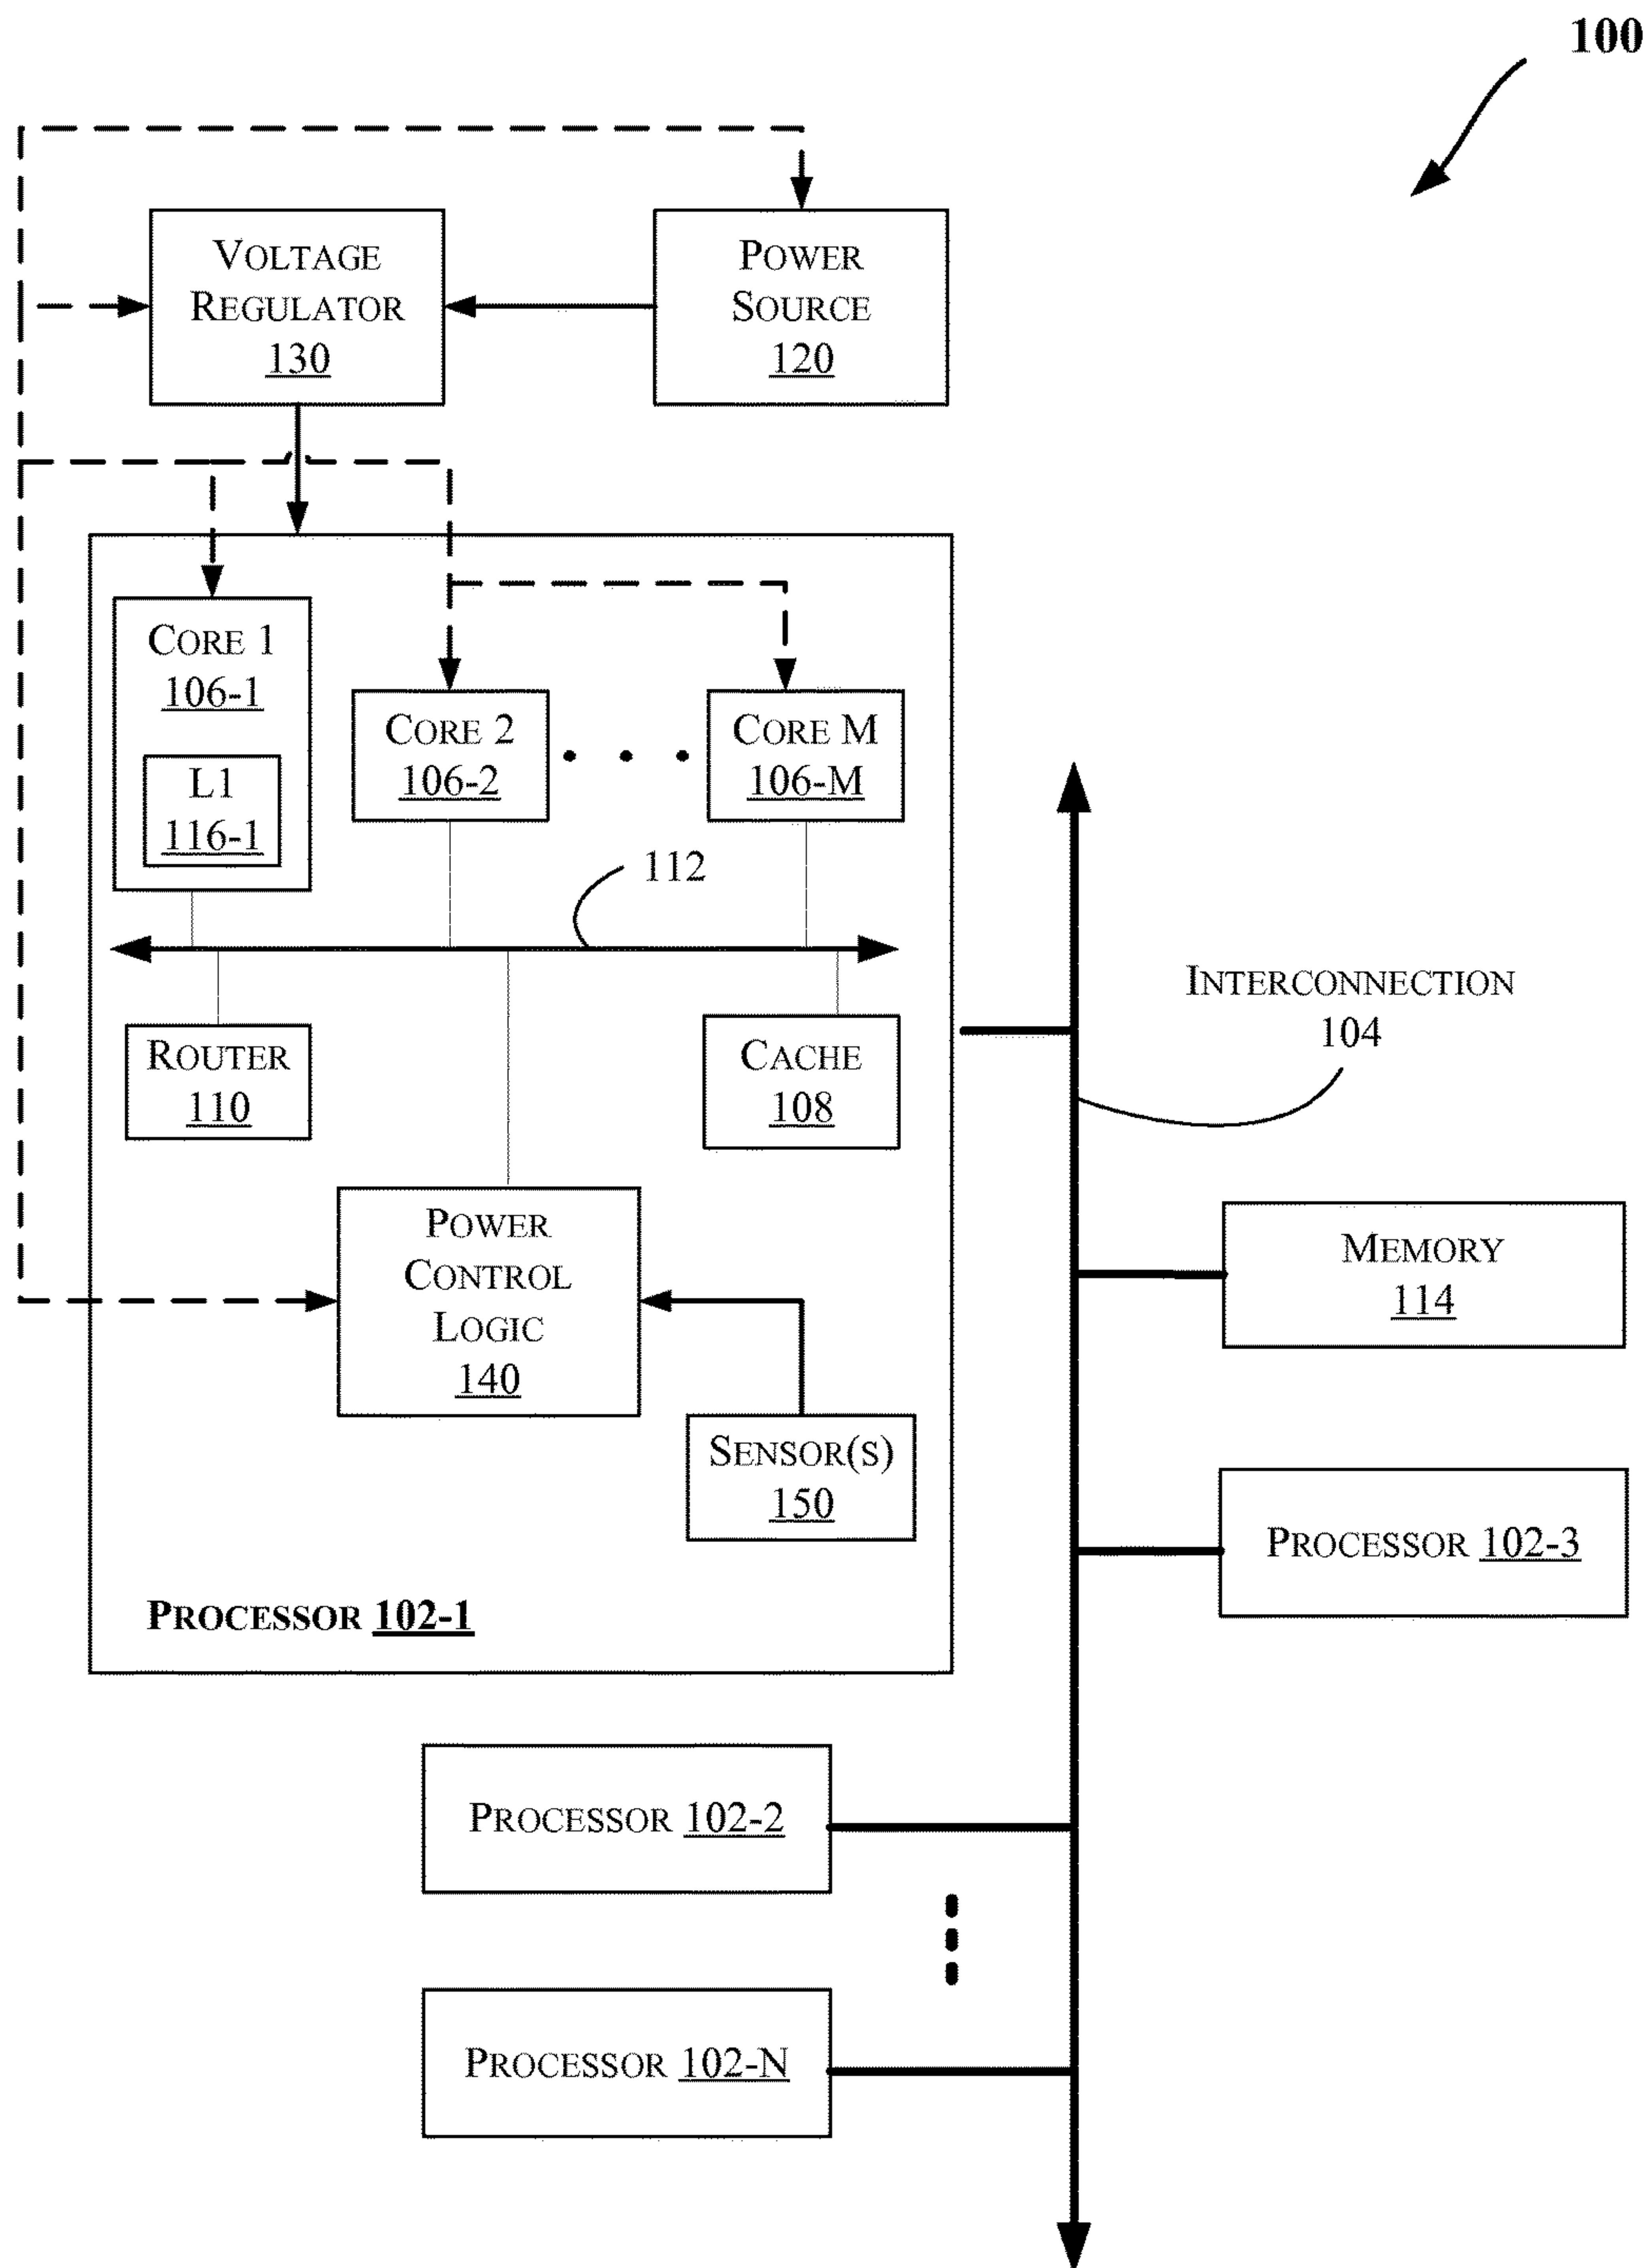 100
VOLTAGE
REGULATOR
130
POWER
SOURCE
120
CORE 1
106-1
L1
116-1
CORE 2
106-2
CORE M
106-M
112
ROUTER
110
CACHE
108
POWER
CONTROL
LOGIC
140
SENSOR(S)
150
PROCESSOR 102-1
INTERCONNECTION
104
MEMORY
114
PROCESSOR 102-3
PROCESSOR 102-2
PROCESSOR 102-N